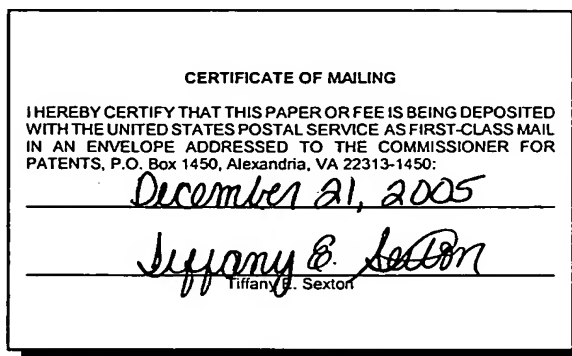 CERTIFICATE OF MAILING
I HEREBY CERTIFY THAT THIS PAPER OR FEE IS BEING DEPOSITED
WITH THE UNITED STATES POSTAL SERVICE AS FIRST-CLASS MAIL
IN AN ENVELOPE ADDRESSED TO THE COMMISSIONER FOR
PATENTS, P.O. Box 1450, Alexandria, VA 22313-1450:
December 21, 2005
Tiffany E. Sexton
Tiffany E. Sexton